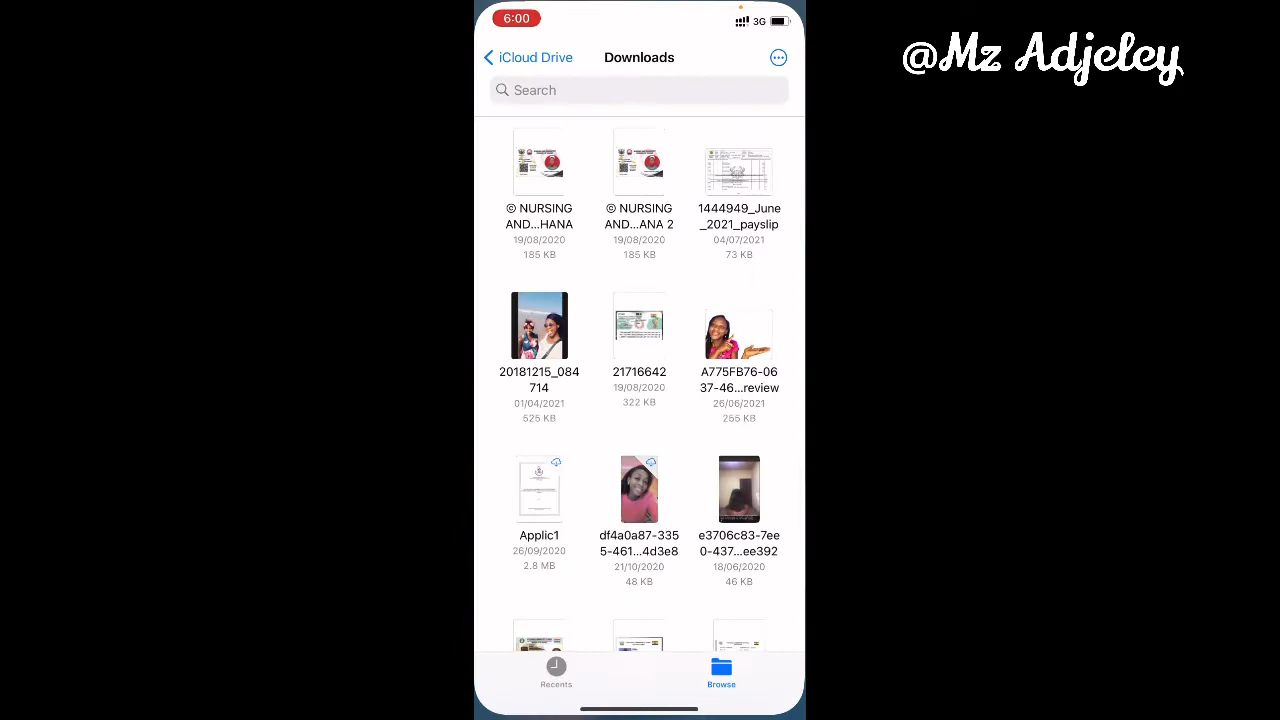 6:00
3G
@Mz Adjeley
iCloud Drive
Downloads
Search
© NURSING
AND...HANA
19/08/2020
185 KB
© NURSING
AND...ANA 2
19/08/2020
185 KB
1444949_June
_2021_payslip
04/07/2021
73 KB
20181215_084
714
01/04/2021
525 KB
21716642
19/08/2020
322 KB
A775FB76-06
37-46...review
26/06/2021
255 KB
Applic1
26/09/2020
2.8 MB
df4a0a87-335
5-461...4d3e8
21/10/2020
48 KB
e3706c83-7ee
0-437...ee392
18/06/2020
46 KB
Recents
Browse